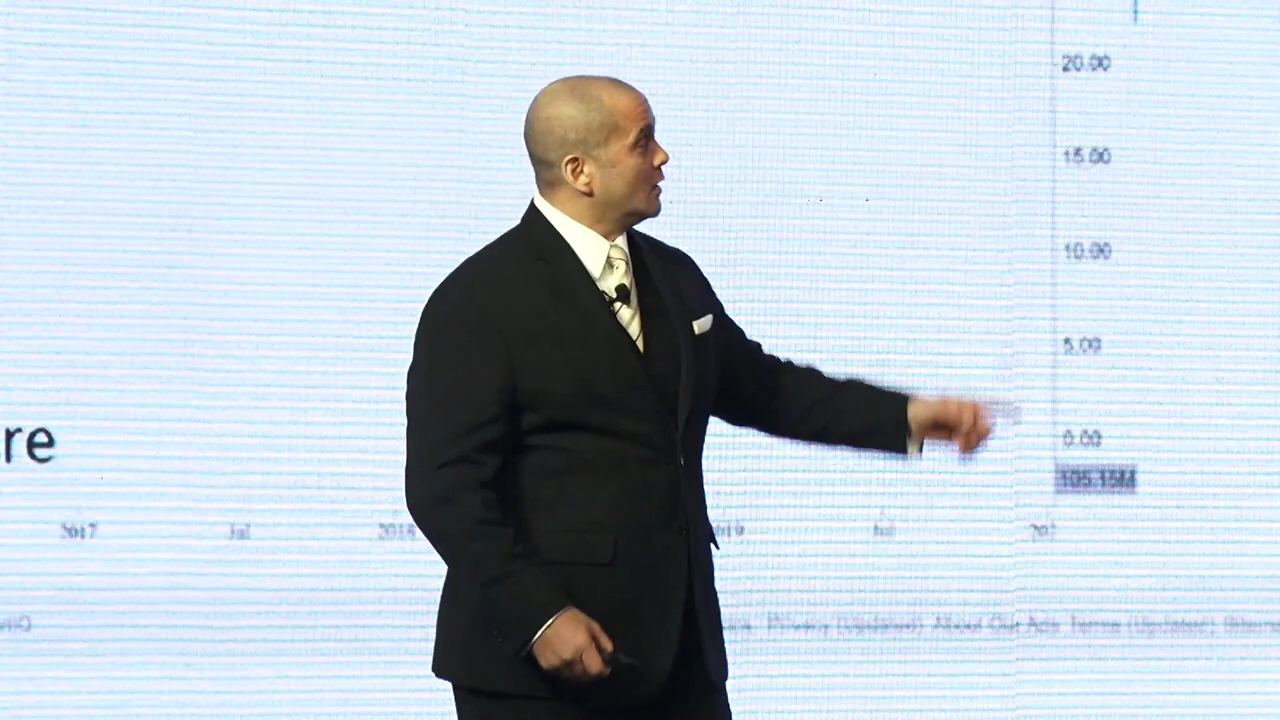 20.00
15.00
10.00
5.00
re
0.00
105.15M
2017 Jul 2018 2019 Jul 202
Privacy (Updated) About Our Ads Terms (Updated)